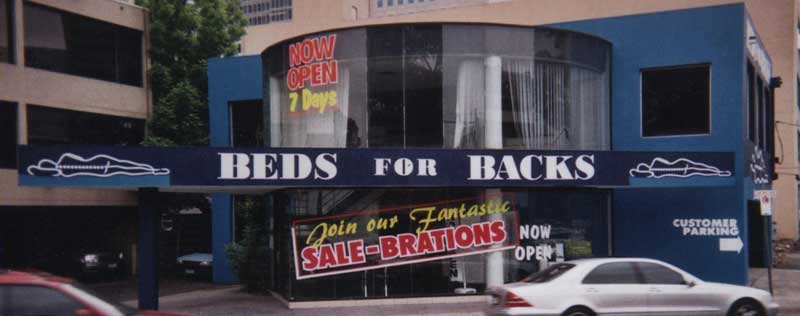 NOW
OPEN
7 Days
BEDS FOR BACKS
Join our Fantastic
SALE-BRATIONS
NOW
OPEN
CUSTOMER
PARKING